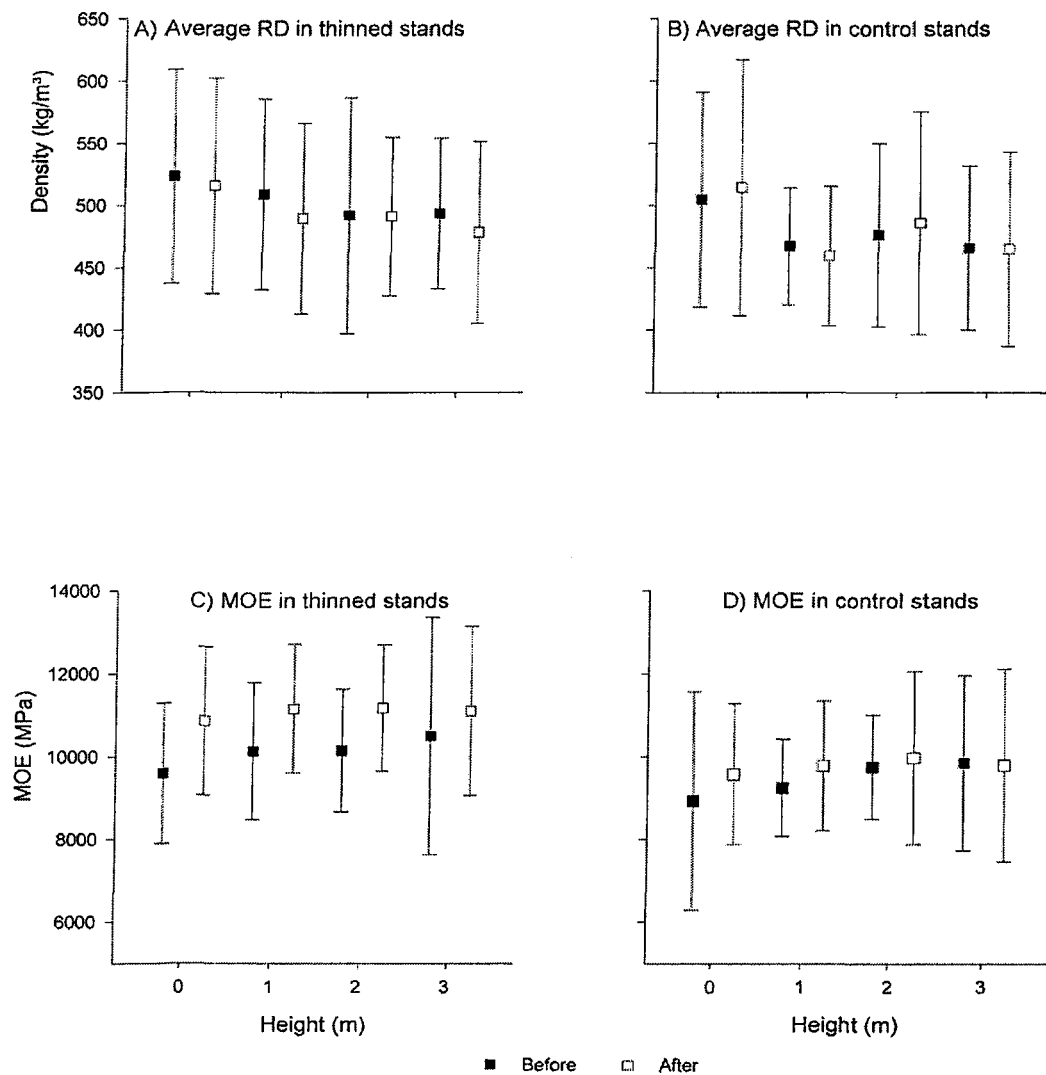 A) Average RD in thinned stands
B) Average RD in control stands
Density (kg/m³)
650
600
550
500
450
400
350
C) MOE in thinned stands
D) MOE in control stands
MOE (MPa)
14000
12000
10000
8000
6000
0 1 2 3
0 1 2 3
Height (m)
Height (m)
Before After